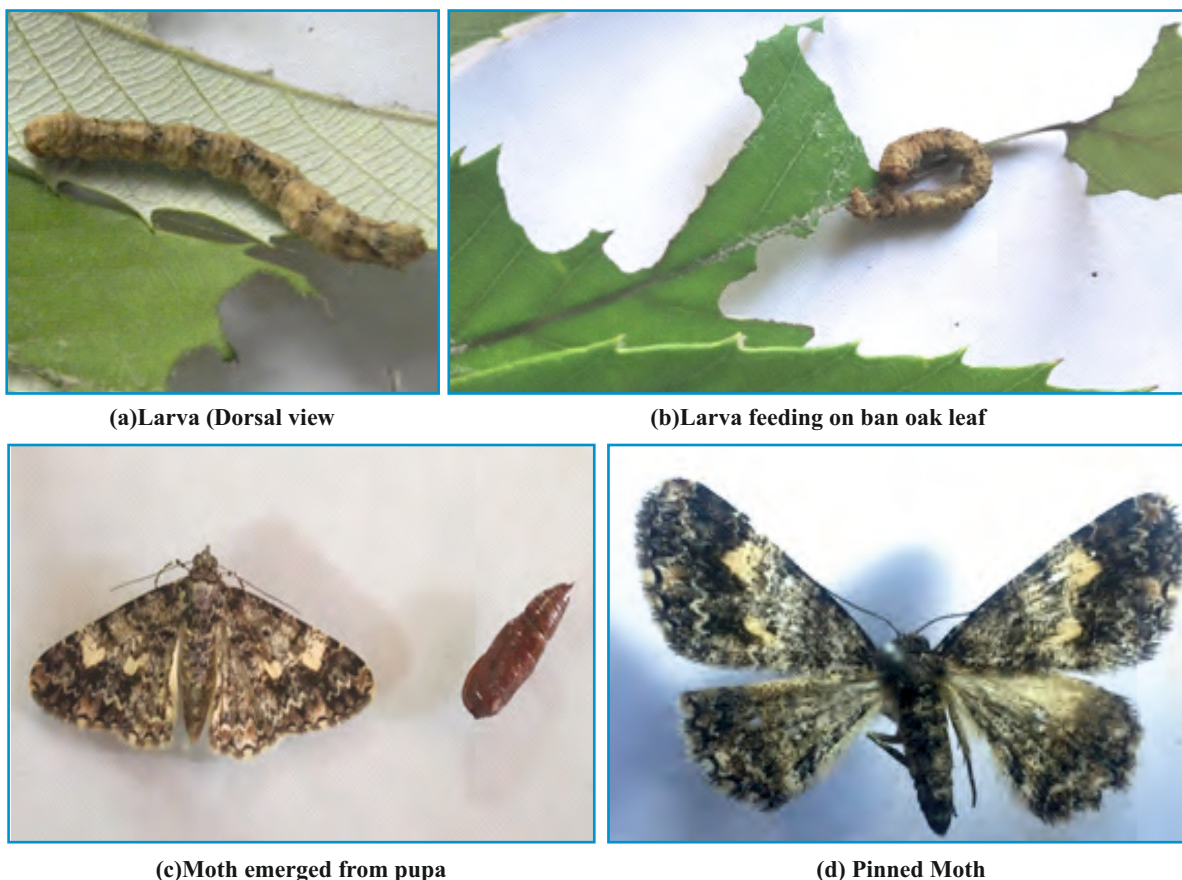 (a)Larva (Dorsal view
(b)Larva feeding on ban oak leaf
(c)Moth emerged from pupa
(d) Pinned Moth